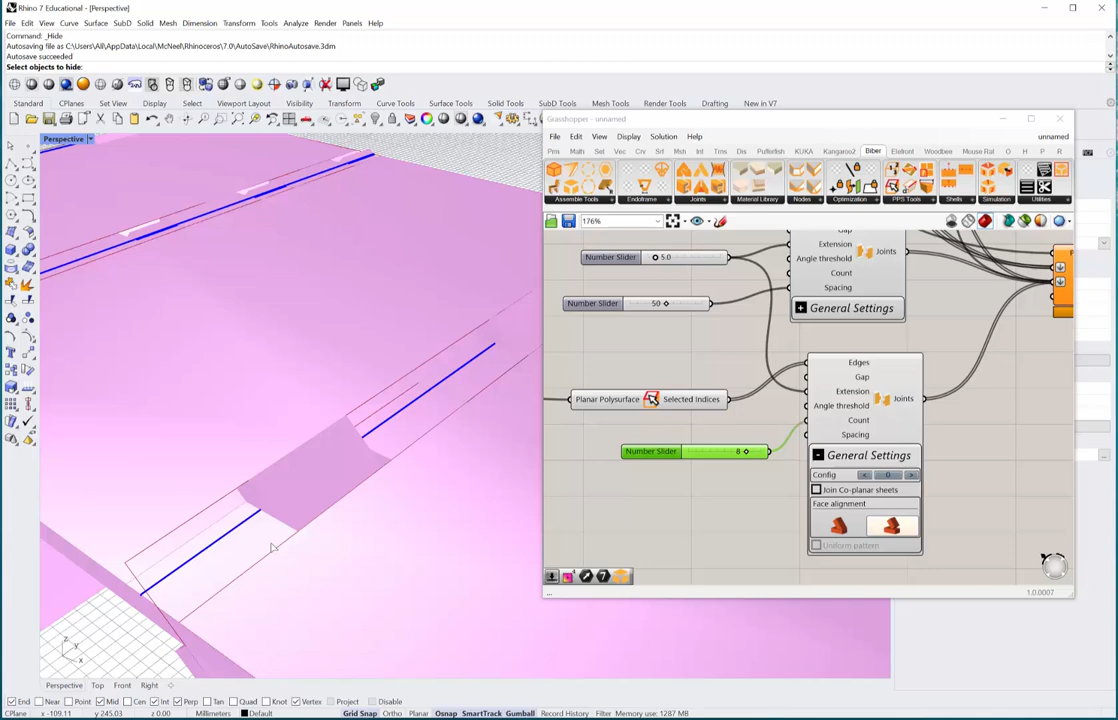 Rhino 7 Educational - [Perspective]
File Edit View Curve Surface SubD Solid Mesh Dimension Transform Tools Analyze Render Panels Help
Command: _Hide
Autosaving file as C:\Users\All\AppData\Local\McNeel\Rhinoceros\7.0\AutoSave\RhinoAutosave.3dm
Autosave succeeded
Select objects to hide:
Standard CPlanes Set View Display Select Viewport Layout Visibility Transform Curve Tools Surface Tools Solid Tools SubD Tools Mesh Tools Render Tools Drafting New in V7
Perspective
Grasshopper - unnamed
File Edit View Display Solution Help unnamed
Prm Math Set Vec Crv Srf Msh Int Trns Dis Pufferfish KUKA Kangaroo2 Biber Elefront Woodbee Mouse Rat O H P R
Assemble Tools Endoframe Joints Material Library Nodes Optimization PPS Tools Shells Simulation Utilities
176%
Gap
Number Slider 5.0
Extension
Angle threshold
Joints
Count
Number Slider 50
Spacing
General Settings
Edges
Gap
Planar Polysurface Selected Indices
Extension
Angle threshold
Joints
Count
Number Slider 8
Spacing
General Settings
Config < 0 >
Join Co-planar sheets
Face alignment
Uniform pattern
...
1.0.0007
z
y
x
Perspective Top Front Right
End Near Point Mid Cen Int Perp Tan Quad Knot Vertex Project Disable
CPlane x -109.11 y 245.03 z 0.00 Millimeters Default Grid Snap Ortho Planar Osnap SmartTrack Gumball Record History Filter Memory use: 1287 MB